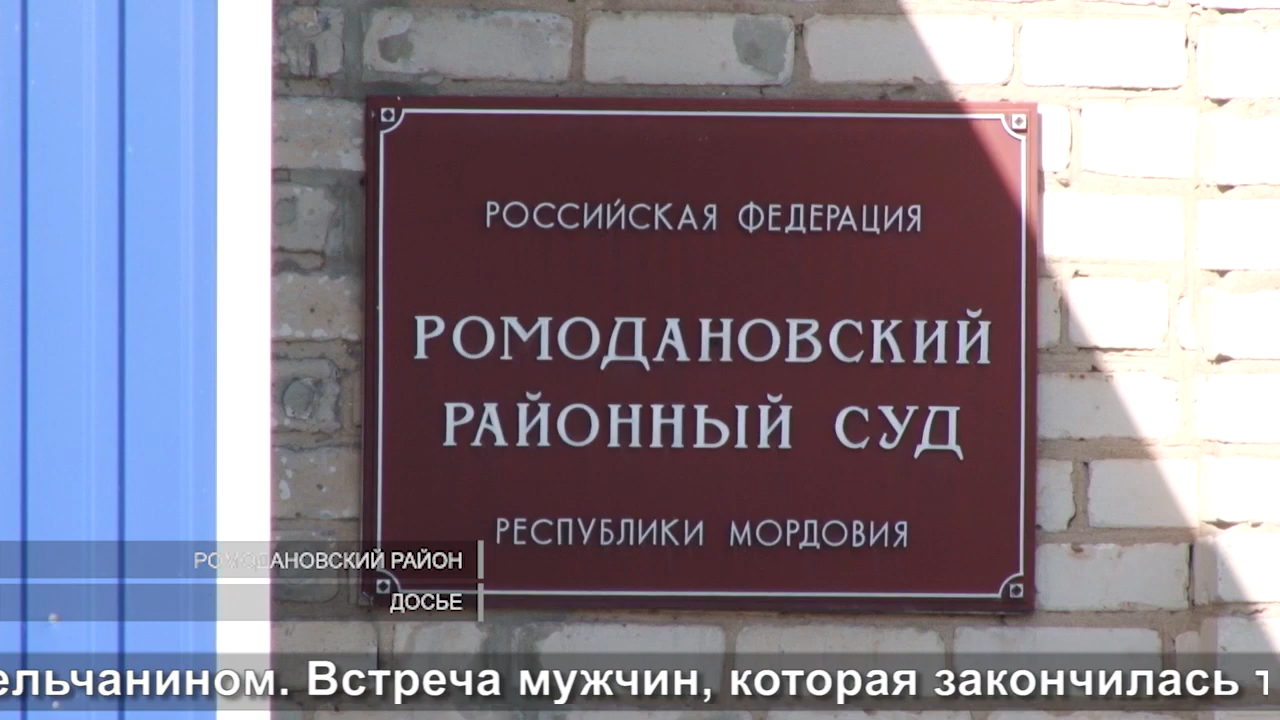 РОССИЙСКАЯ ФЕДЕРАЦИЯ
РОМОДАНОВСКИЙ
РАЙОННЫЙ СУД
РЕСПУБЛИКИ МОРДОВИЯ
РОМОДАНОВСКИЙ РАЙОН
ДОСЬЕ
ельчанином. Встреча мужчин, которая закончилась